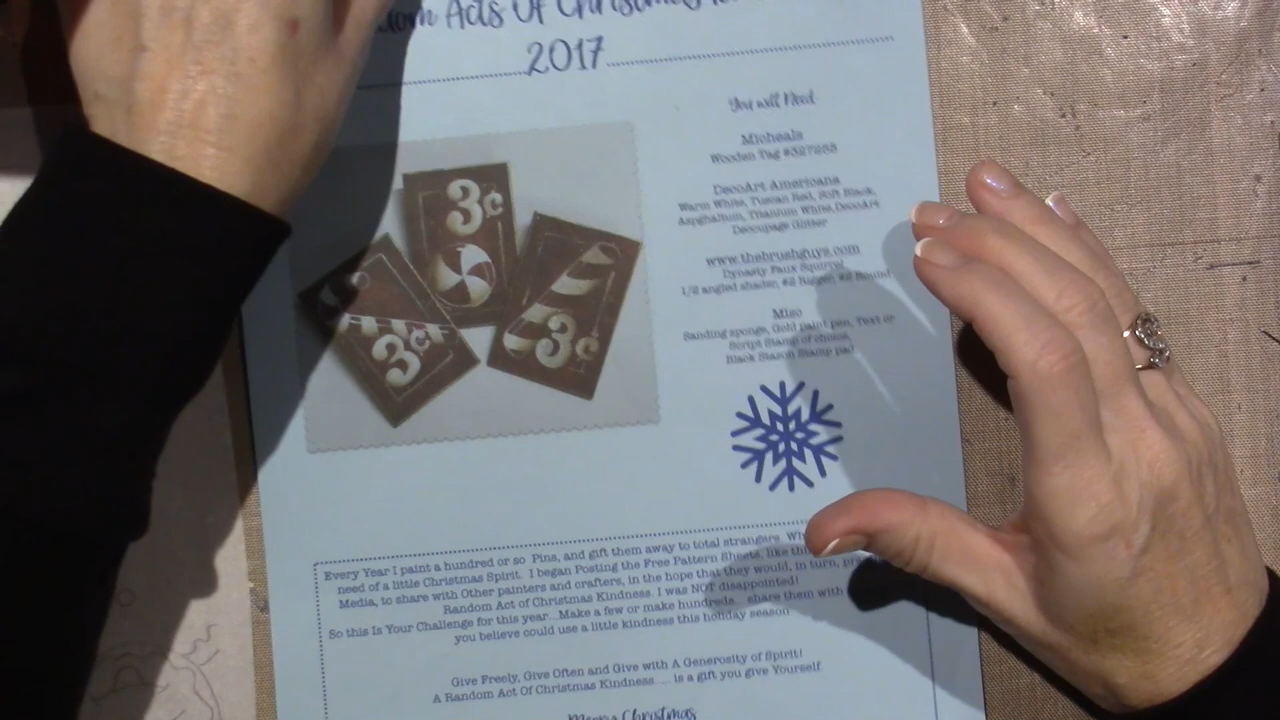 Acts Of Christmas
2017
You will Need
Micheals
Wooden Tag #327283
DecoArt Americana
Warm White, Tuscan Red, Soft Black,
Asphaltum, Titanium White, DecoArt
Decoupage Glitter
www.thebrushguys.com
Dynasty Faux Squirrel
1/2 angled shader, #2 Rigger, #2 Round
Misc
Sanding sponge, Gold paint pen, Text or
Script Stamp of choice,
Black Stazon Stamp pad
3¢
3¢
3¢
Every Year I paint a hundred or so Pins, and gift them away to total strangers.
need of a little Christmas Spirit. I began Posting the Free Pattern Sheets, like
Media, to share with Other painters and crafters, in the hope that they would, in turn,
Random Act of Christmas Kindness. I was NOT disappointed!
So this Is Your Challenge for this year...Make a few or make hundreds... share them with
you believe could use a little kindness this holiday season
Give Freely, Give Often and Give with A Generosity of Spirit!
A Random Act Of Christmas Kindness.... is a gift you give Yourself.
Merry Christmas